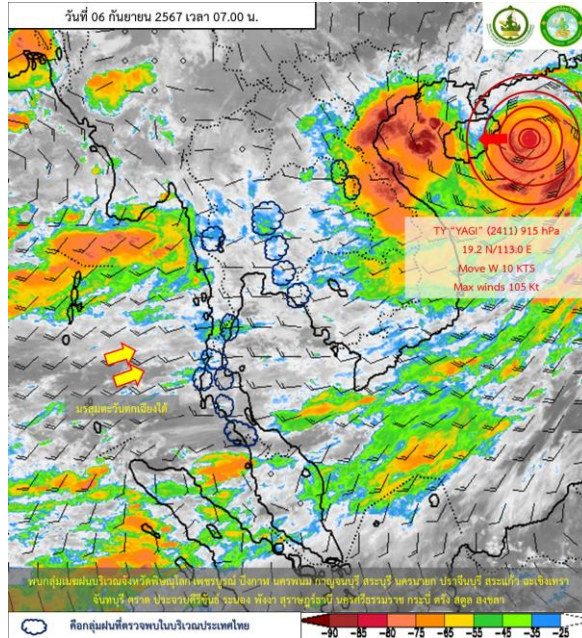 วันที่ 06 กันยายน 2567 เวลา 07.00 น.
TY "YAGI" (2411) 915 hPa
19.2 N/113.0 E
Move W 10 KTS
Max winds 105 Kt
มรสุมตะวันตกเฉียงใต้
พบกลุ่มเมฆฝนบริเวณจังหวัดพิษณุโลก เพชรบูรณ์ บึงกาฬ นครพนม กาญจนบุรี สระบุรี นครนายก ปราจีนบุรี สระแก้ว ฉะเชิงเทรา
จันทบุรี ตราด ประจวบคีรีขันธ์ ระนอง พังงา สุราษฎร์ธานี นครศรีธรรมราช กระบี่ ตรัง สตูล สงขลา
คือกลุ่มฝนที่ตรวจพบในบริเวณประเทศไทย
-90 -85 -80 -75 -65 -55 -45 -40 -35 -25